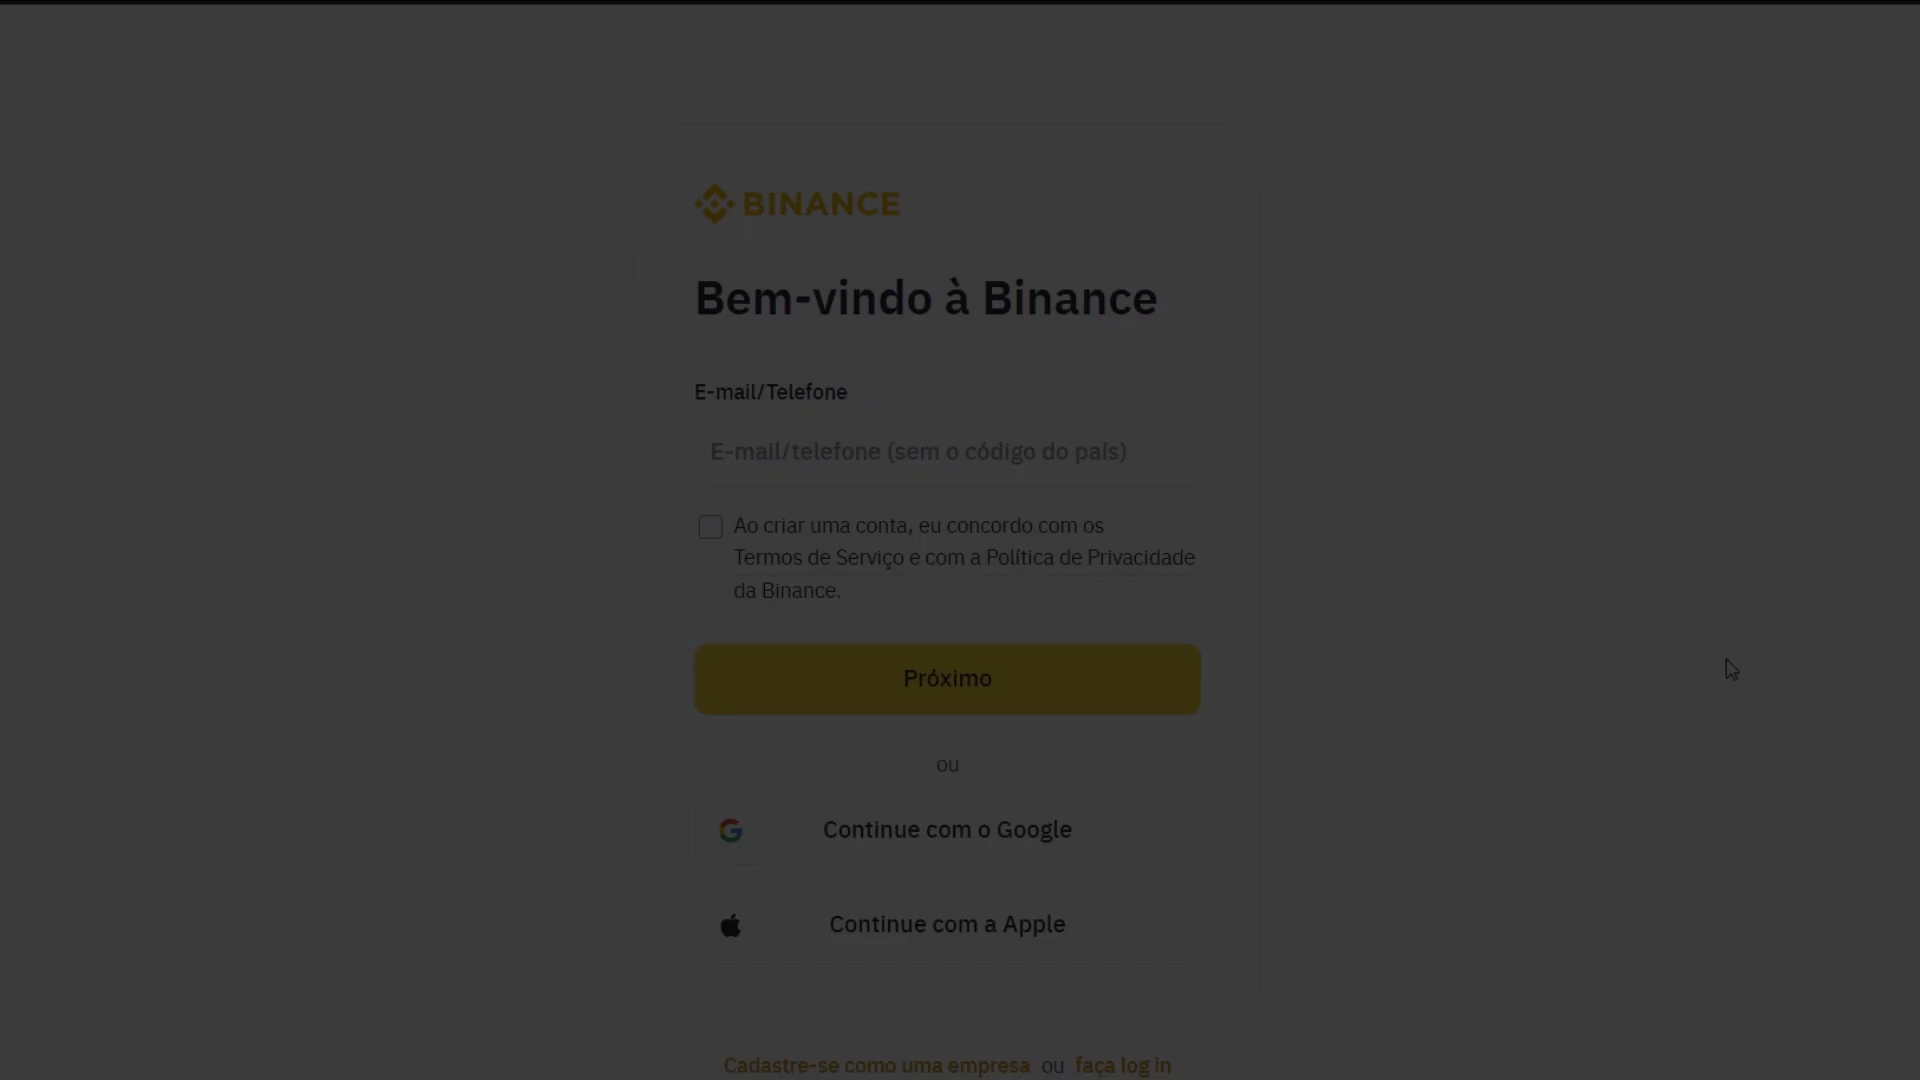 BINANCE
Bem-vindo à Binance
E-mail/Telefone
E-mail/telefone (sem o código do país)
Ao criar uma conta, eu concordo com os
Termos de Serviço e com a Política de Privacidade
da Binance.
Próximo
ou
Continue com o Google
Continue com a Apple
Cadastre-se como uma empresa ou faça log in